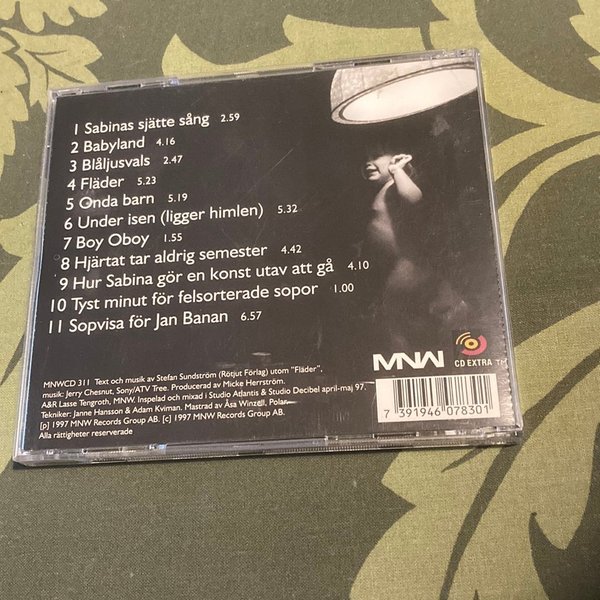 1 Sabinas sjätte sång 2.59
2 Babyland 4.16
3 Blåljusvals 2.47
4 Fläder 5.23
5 Onda barn 5.19
6 Under isen (ligger himlen) 5.32
7 Boy Oboy 1.55
8 Hjärtat tar aldrig semester 4.42
9 Hur Sabina gör en konst utav att gå 4.10
10 Tyst minut för felsorterade sopor 1.00
11 Sopvisa för Jan Banan 6.57
MNW
CD EXTRA TM
MNWCD 311 Text och musik av Stefan Sundström (Rötjut Förlag) utom "Fläder",
musik: Jerry Chesnut, Sony/ATV Tree. Producerad av Micke Herrström.
A&R Lasse Tengroth, MNW. Inspelad och mixad i Studio Atlantis & Studio Decibel april-maj 97.
Tekniker: Janne Hansson & Adam Kviman. Mastrad av Åsa Winzell, Polar.
[p] 1997 MNW Records Group AB. [c] 1997 MNW Records Group AB.
Alla rättigheter reserverade
7 391946 078301